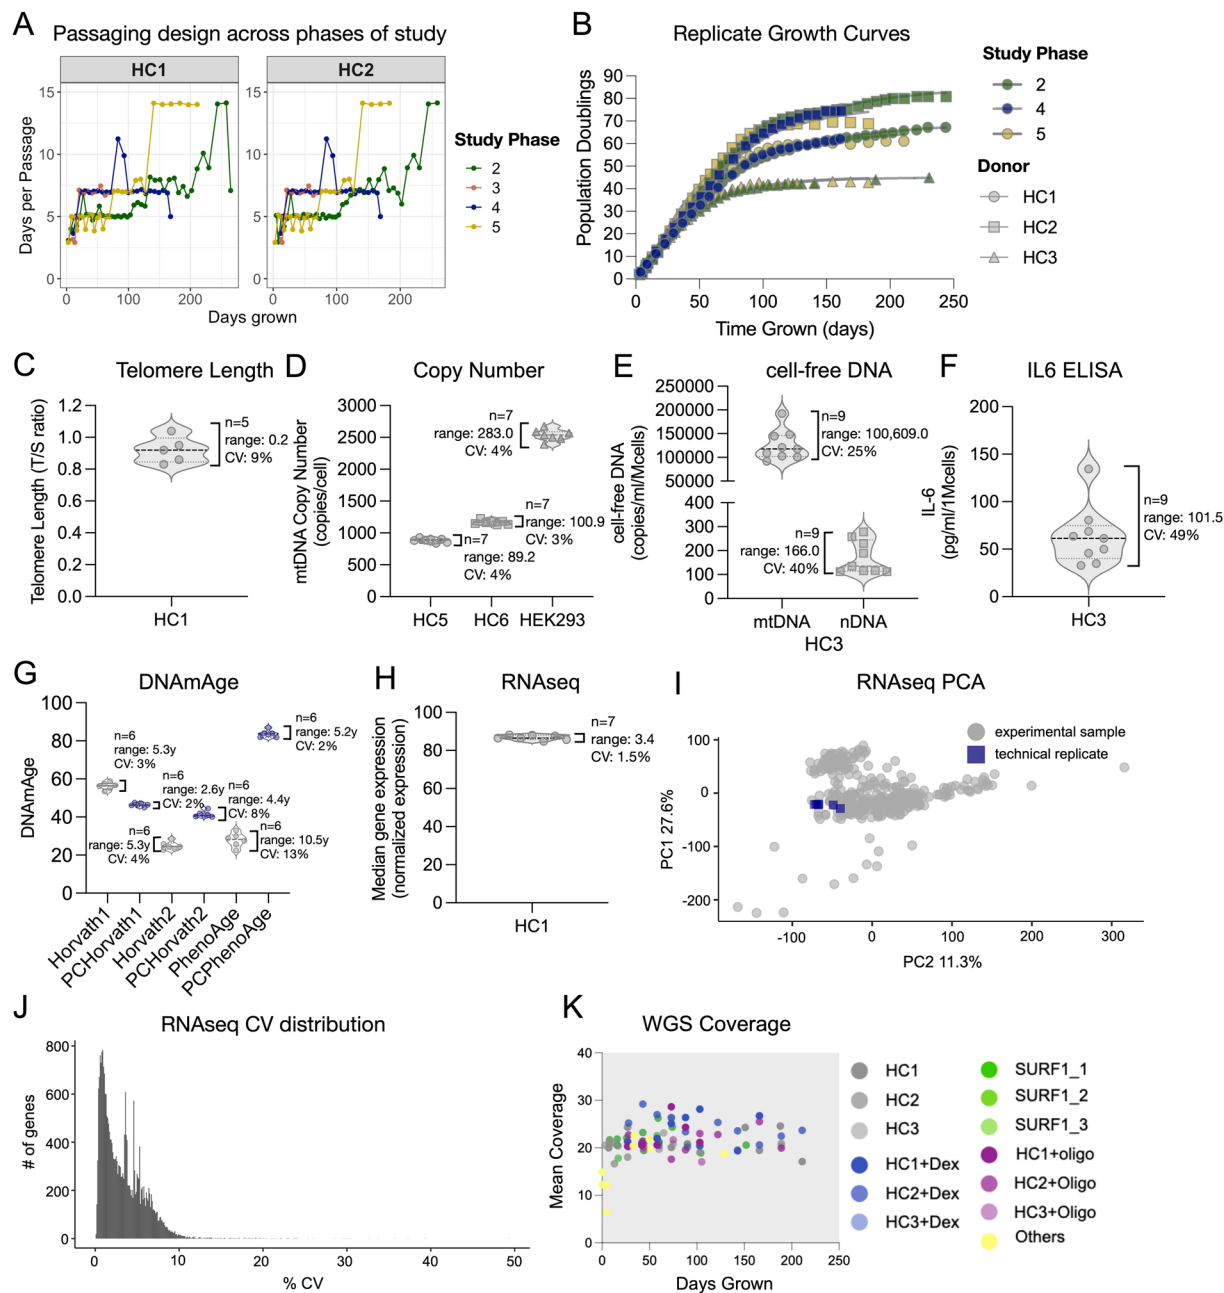 A
Passaging design across phases of study
HC1
HC2
15
10
5
0
15
10
5
0
Days per Passage
0
100
200
0
100
200
Days grown
Study Phase
2
3
4
5
B
Replicate Growth Curves
Population Doublings
90
80
70
60
50
40
30
20
10
0
0
50
100
150
200
250
Time Grown (days)
Study Phase
2
4
5
Donor
HC1
HC2
HC3
C
Telomere Length
Telomere Length (T/S ratio)
1.2
1.0
0.8
0.6
0.4
0.2
0.0
n=5
range: 0.2
CV: 9%
HC1
D
Copy Number
mtDNA Copy Number
(copies/cell)
3000
2500
2000
1500
1000
500
0
n=7
range: 283.0
CV: 4%
n=7
range: 100.9
CV: 3%
n=7
range: 89.2
CV: 4%
HC5
HC6
HEK293
E
cell-free DNA
cell-free DNA
(copies/ml/Mcells)
250000
200000
150000
100000
50000
400
300
200
100
0
n=9
range: 100,609.0
CV: 25%
n=9
range: 166.0
CV: 40%
mtDNA
nDNA
HC3
F
IL6 ELISA
IL-6
(pg/ml/1Mcells)
200
150
100
50
0
n=9
range: 101.5
CV: 49%
HC3
G
DNAmAge
DNAmAge
100
80
60
40
20
0
n=6
range: 5.3y
CV: 3%
n=6
range: 2.6y
CV: 2%
n=6
range: 5.3y
CV: 4%
n=6
range: 4.4y
CV: 8%
n=6
range: 10.5y
CV: 13%
n=6
range: 5.2y
CV: 2%
Horvath1
PCHorvath1
Horvath2
PCHorvath2
PhenoAge
PCPhenoAge
H
RNAseq
Median gene expression
(normalized expression)
100
80
60
40
20
0
n=7
range: 3.4
CV: 1.5%
HC1
I
RNAseq PCA
experimental sample
technical replicate
PC1 27.6%
100
0
-100
-200
-100
0
100
200
300
PC2 11.3%
J
RNAseq CV distribution
# of genes
800
600
400
200
0
0
10
20
30
40
50
% CV
K
WGS Coverage
Mean Coverage
40
30
20
10
0
0
50
100
150
200
250
Days Grown
HC1
HC2
HC3
HC1+Dex
HC2+Dex
HC3+Dex
SURF1_1
SURF1_2
SURF1_3
HC1+oligo
HC2+Oligo
HC3+Oligo
Others